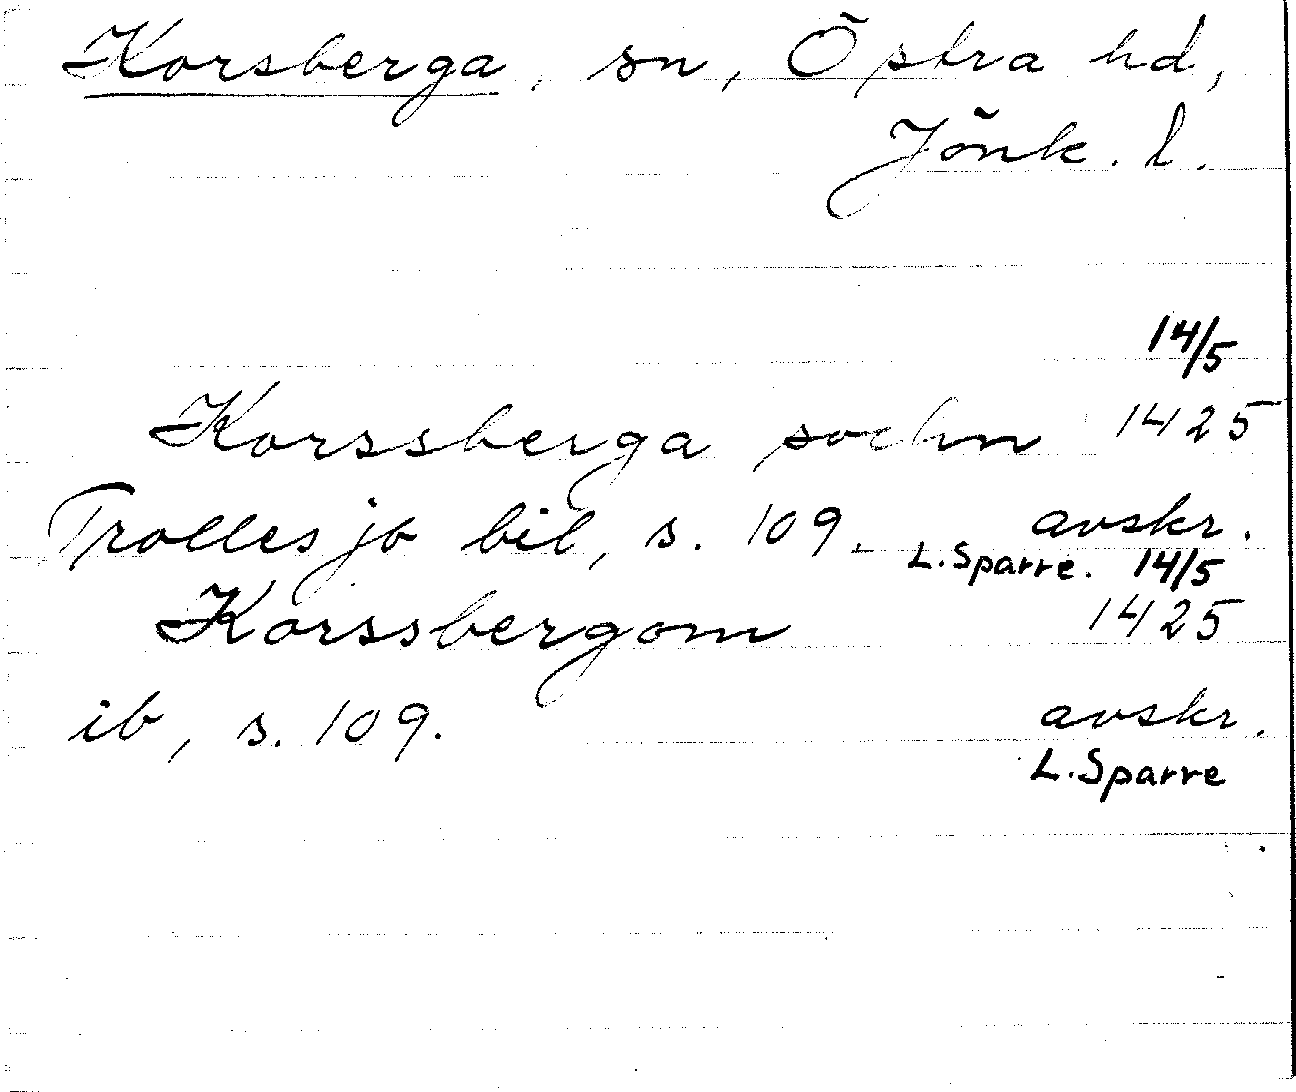 Korsberga, sn, Östra hd,
Jönk. l.
14/5
Korssberga sochn 1425
Trolles jb bil, s. 109. avskr.
L. Sparre. 14/5
Korssbergom 1425
ib, s. 109. avskr.
L. Sparre